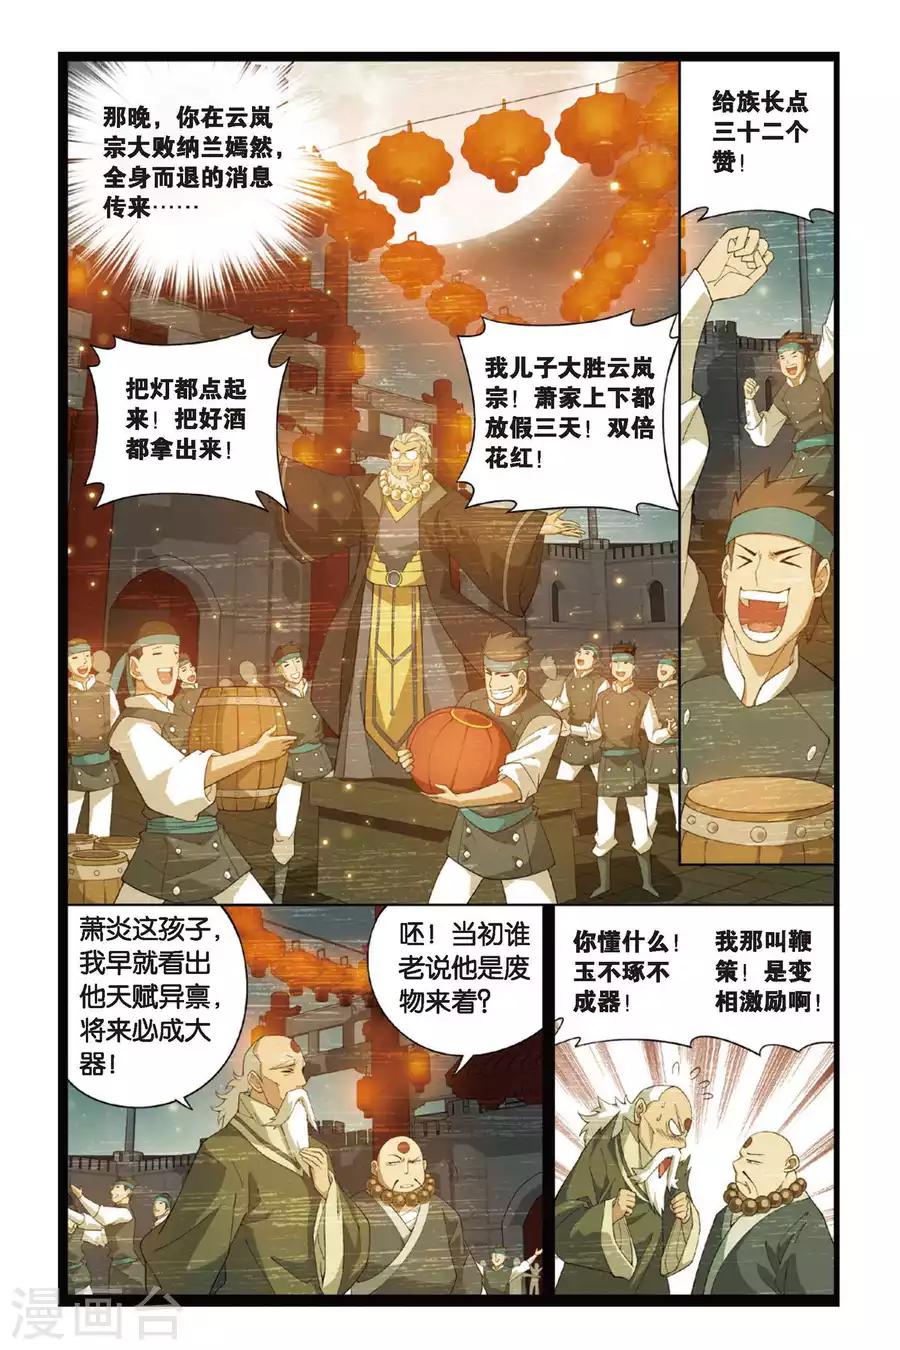 那晚，你在云岚
宗大败纳兰嫣然，
全身而退的消息
传来……
把灯都点起
来！把好酒
都拿出来！
我儿子大胜云岚
宗！萧家上下都
放假三天！双倍
花红！
给族长点
三十二个
赞！
萧炎这孩子，
我早就看出
他天赋异禀，
将来必成大
器！
呸！当初谁
老说他是废
物来着？
你懂什么！
玉不琢不
成器！
我那叫鞭
策！是变
相激励啊！
漫画台